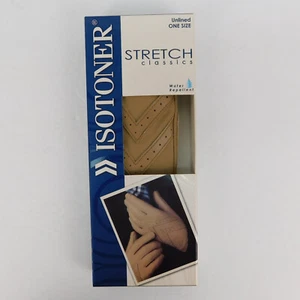 Unlined
ONE SIZE
ISOTONER®
STRETCH
classics
Water
Repellent